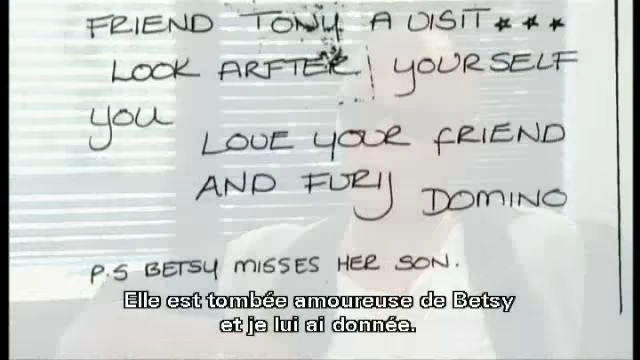 FRIEND TONY A VISIT ***
LOOK ARFTER YOURSELF
YOU
LOVE YOUR FRIEND
AND FURY DOMINO
P.S BETSY MISSES HER SON.
Elle est tombée amoureuse de Betsy
et je lui ai donnée.